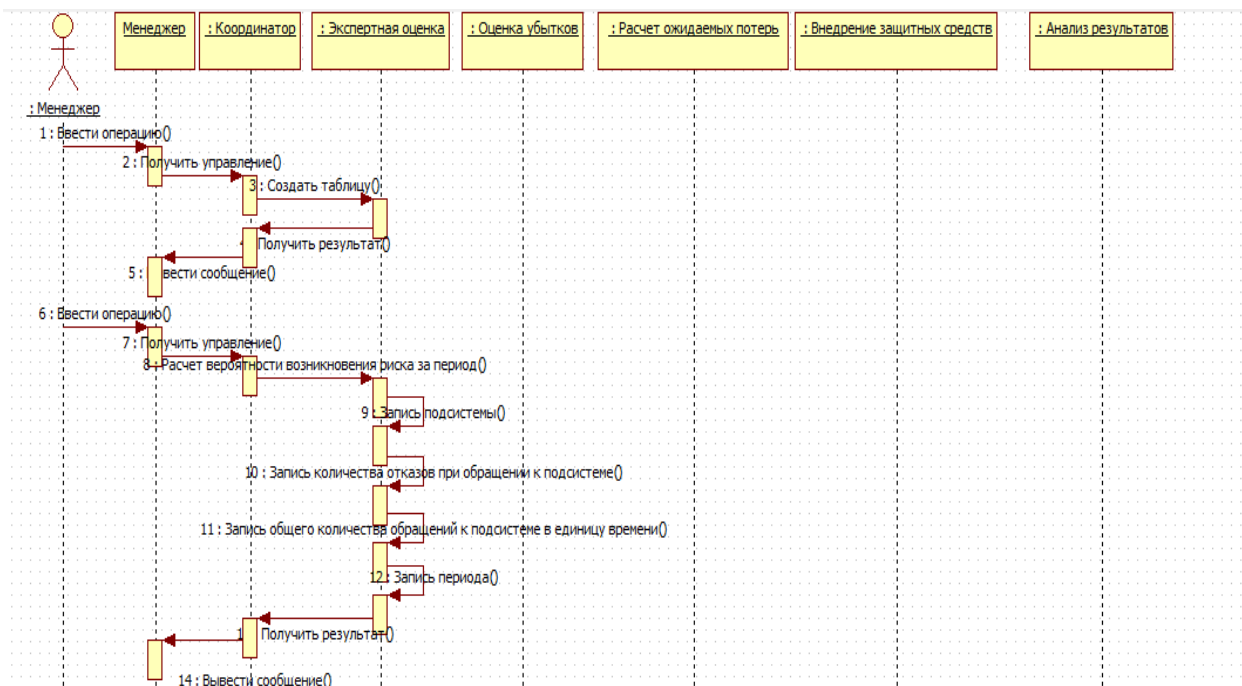 Менеджер
: Координатор
: Экспертная оценка
: Оценка убытков
: Расчет ожидаемых потерь
: Внедрение защитных средств
: Анализ результатов
: Менеджер
1 : Ввести операцию()
2 : Получить управление()
3 : Создать таблицу()
Получить результат()
5 : вести сообщение()
6 : Ввести операцию()
7 : Получить управление()
8 : Расчет вероятности возникновения риска за период()
9 : Запись подсистемы()
10 : Запись количества отказов при обращении к подсистеме()
11 : Запись общего количества обращений к подсистеме в единицу времени()
12 : Запись периода()
1 Получить результат()
14 : Вывести сообщение()